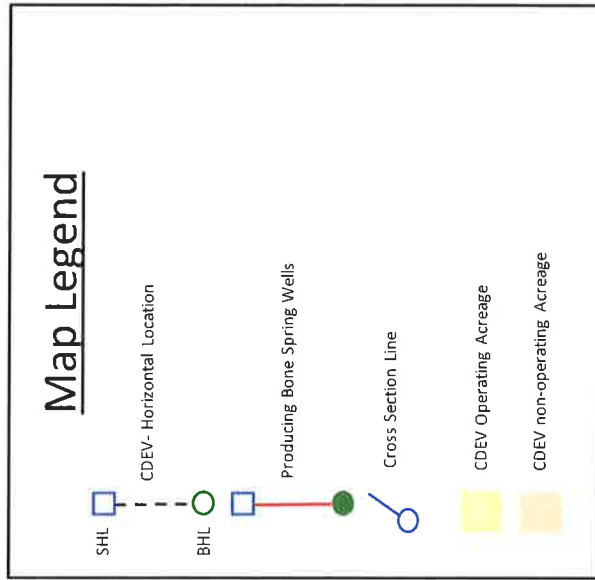 Map Legend
SHL
CDEV- Horizontal Location
BHL
Producing Bone Spring Wells
Cross Section Line
CDEV Operating Acreage
CDEV non-operating Acreage